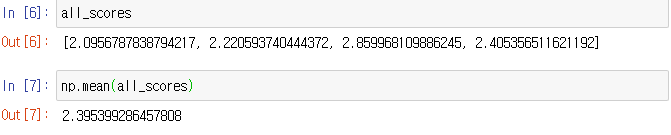 In [6]: all_scores
Out[6]: [2.0956787838794217, 2.220593740444372, 2.859968109886245, 2.405356511621192]
In [7]: np.mean(all_scores)
Out[7]: 2.395399286457808